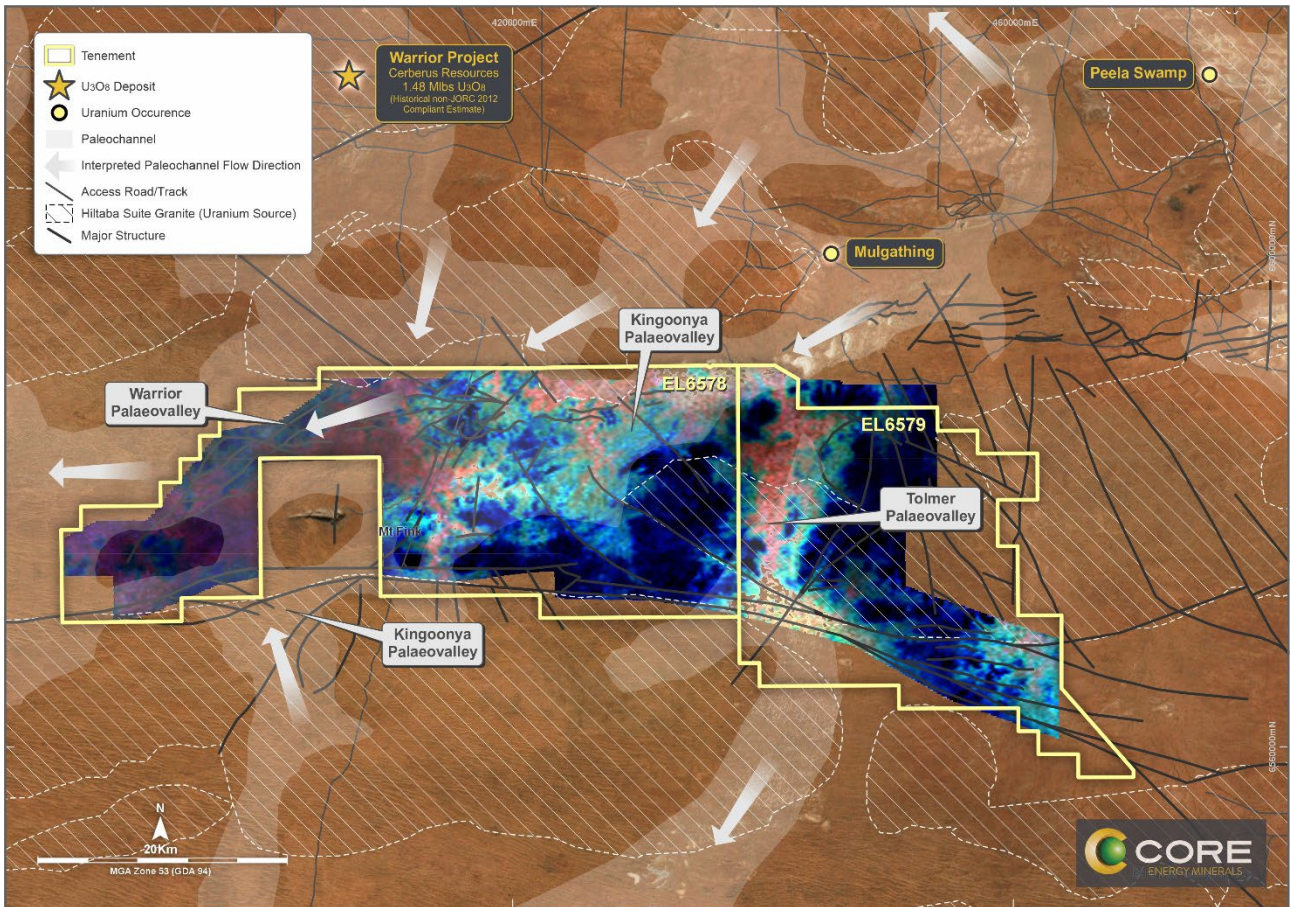 420000mE
460000mE
Tenement
U3O8 Deposit
Uranium Occurence
Paleochannel
Interpreted Paleochannel Flow Direction
Access Road/Track
Hiltaba Suite Granite (Uranium Source)
Major Structure
Warrior Project
Cerberus Resources
1.48 Mlbs U3O8
(Historical non-JORC 2012
Compliant Estimate)
Peela Swamp
Mulgathing
6600000mN
Kingoonya
Palaeovalley
Warrior
Palaeovalley
EL6578
EL6579
Tolmer
Palaeovalley
Mt Fink
Kingoonya
Palaeovalley
6560000mN
N
20Km
MGA Zone 53 (GDA 94)
CORE
ENERGY MINERALS